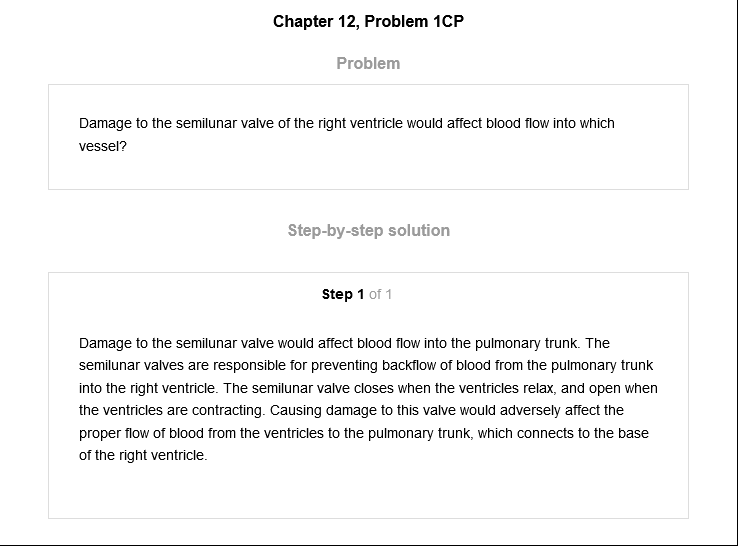 Chapter 12, Problem 1CP
Problem
Damage to the semilunar valve of the right ventricle would affect blood flow into which
vessel?
Step-by-step solution
Step 1 of 1
Damage to the semilunar valve would affect blood flow into the pulmonary trunk. The
semilunar valves are responsible for preventing backflow of blood from the pulmonary trunk
into the right ventricle. The semilunar valve closes when the ventricles relax, and open when
the ventricles are contracting. Causing damage to this valve would adversely affect the
proper flow of blood from the ventricles to the pulmonary trunk, which connects to the base
of the right ventricle.